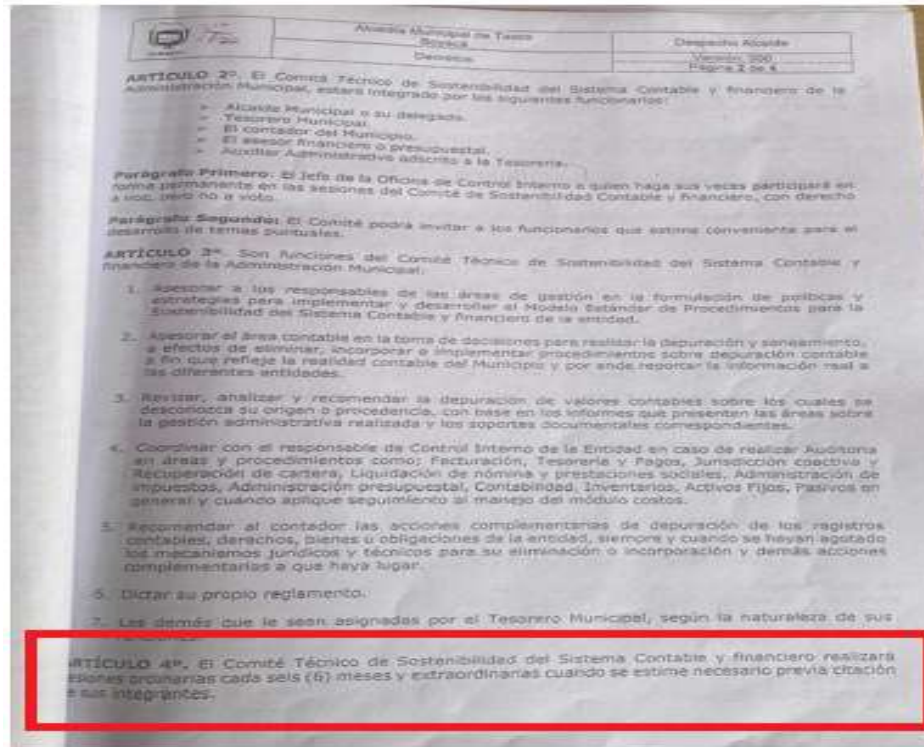 Alcaldía Municipal de Tasco
Boyacá
Decretos
Despacho Alcalde
Versión: 300
Página 2 de 4
ARTÍCULO 2º. El Comité Técnico de Sostenibilidad del Sistema Contable y financiero de la
Administración Municipal, estará integrado por los siguientes funcionarios:
➢ Alcalde Municipal o su delegado.
➢ Tesorero Municipal.
➢ El contador del Municipio.
➢ El asesor financiero o presupuestal.
➢ Auxiliar Administrativo adscrito a la Tesorería.
Parágrafo Primero: El Jefe de la Oficina de Control Interno o quien haga sus veces participará en
forma permanente en las sesiones del Comité de Sostenibilidad Contable y financiero, con derecho
a voz, pero no a voto.
Parágrafo Segundo: El Comité podrá invitar a los funcionarios que estime conveniente para el
desarrollo de temas puntuales.
ARTÍCULO 3º. Son funciones del Comité Técnico de Sostenibilidad del Sistema Contable y
financiero de la Administración Municipal:
1. Asesorar a los responsables de las áreas de gestión en la formulación de políticas y
estrategias para implementar y desarrollar el Modelo Estándar de Procedimientos para la
Sostenibilidad del Sistema Contable y financiero de la entidad.
2. Asesorar el área contable en la toma de decisiones para realizar la depuración y saneamiento,
a efectos de eliminar, incorporar o implementar procedimientos sobre depuración contable
a fin que refleje la realidad contable del Municipio y por ende reportar la información real a
las diferentes entidades.
3. Revisar, analizar y recomendar la depuración de valores contables sobre los cuales se
desconozca su origen o procedencia, con base en los informes que presenten las áreas sobre
la gestión administrativa realizada y los soportes documentales correspondientes.
4. Coordinar con el responsable de Control Interno de la Entidad en caso de realizar Auditoria
en áreas y procedimientos como: Facturación, Tesorería y Pagos, Jurisdicción coactiva y
Recuperación de cartera, Liquidación de nómina y prestaciones sociales, Administración de
impuestos, Administración presupuestal, Contabilidad, Inventarios, Activos Fijos, Pasivos en
general y cuándo aplique seguimiento al manejo del módulo costos.
5. Recomendar al contador las acciones complementarias de depuración de los registros
contables, derechos, bienes u obligaciones de la entidad, siempre y cuando se hayan agotado
los mecanismos jurídicos y técnicos para su eliminación o incorporación y demás acciones
complementarias a que haya lugar.
6. Dictar su propio reglamento.
7. Las demás que le sean asignadas por el Tesorero Municipal, según la naturaleza de sus
ARTÍCULO 4º. El Comité Técnico de Sostenibilidad del Sistema Contable y financiero realizará
sesiones ordinarias cada seis (6) meses y extraordinarias cuando se estime necesario previa citación
de sus integrantes.